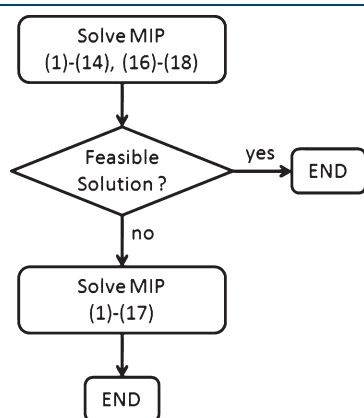 Solve MIP
(1)-(14), (16)-(18)
Feasible
Solution ?
yes
END
no
Solve MIP
(1)-(17)
END